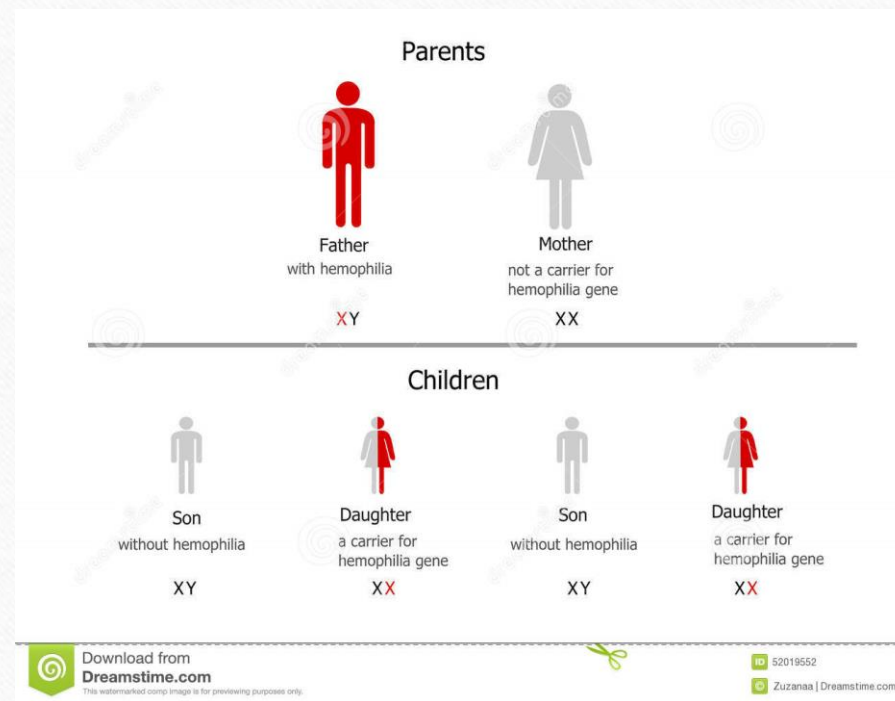 Parents
Father
with hemophilia
XY
Mother
not a carrier for
hemophilia gene
XX
Children
Son
without hemophilia
XY
Daughter
a carrier for
hemophilia gene
XX
Son
without hemophilia
XY
Daughter
a carrier for
hemophilia gene
XX
Download from
Dreamstime.com
This watermarked comp image is for previewing purposes only.
ID 52019552
© Zuzanaa | Dreamstime.com